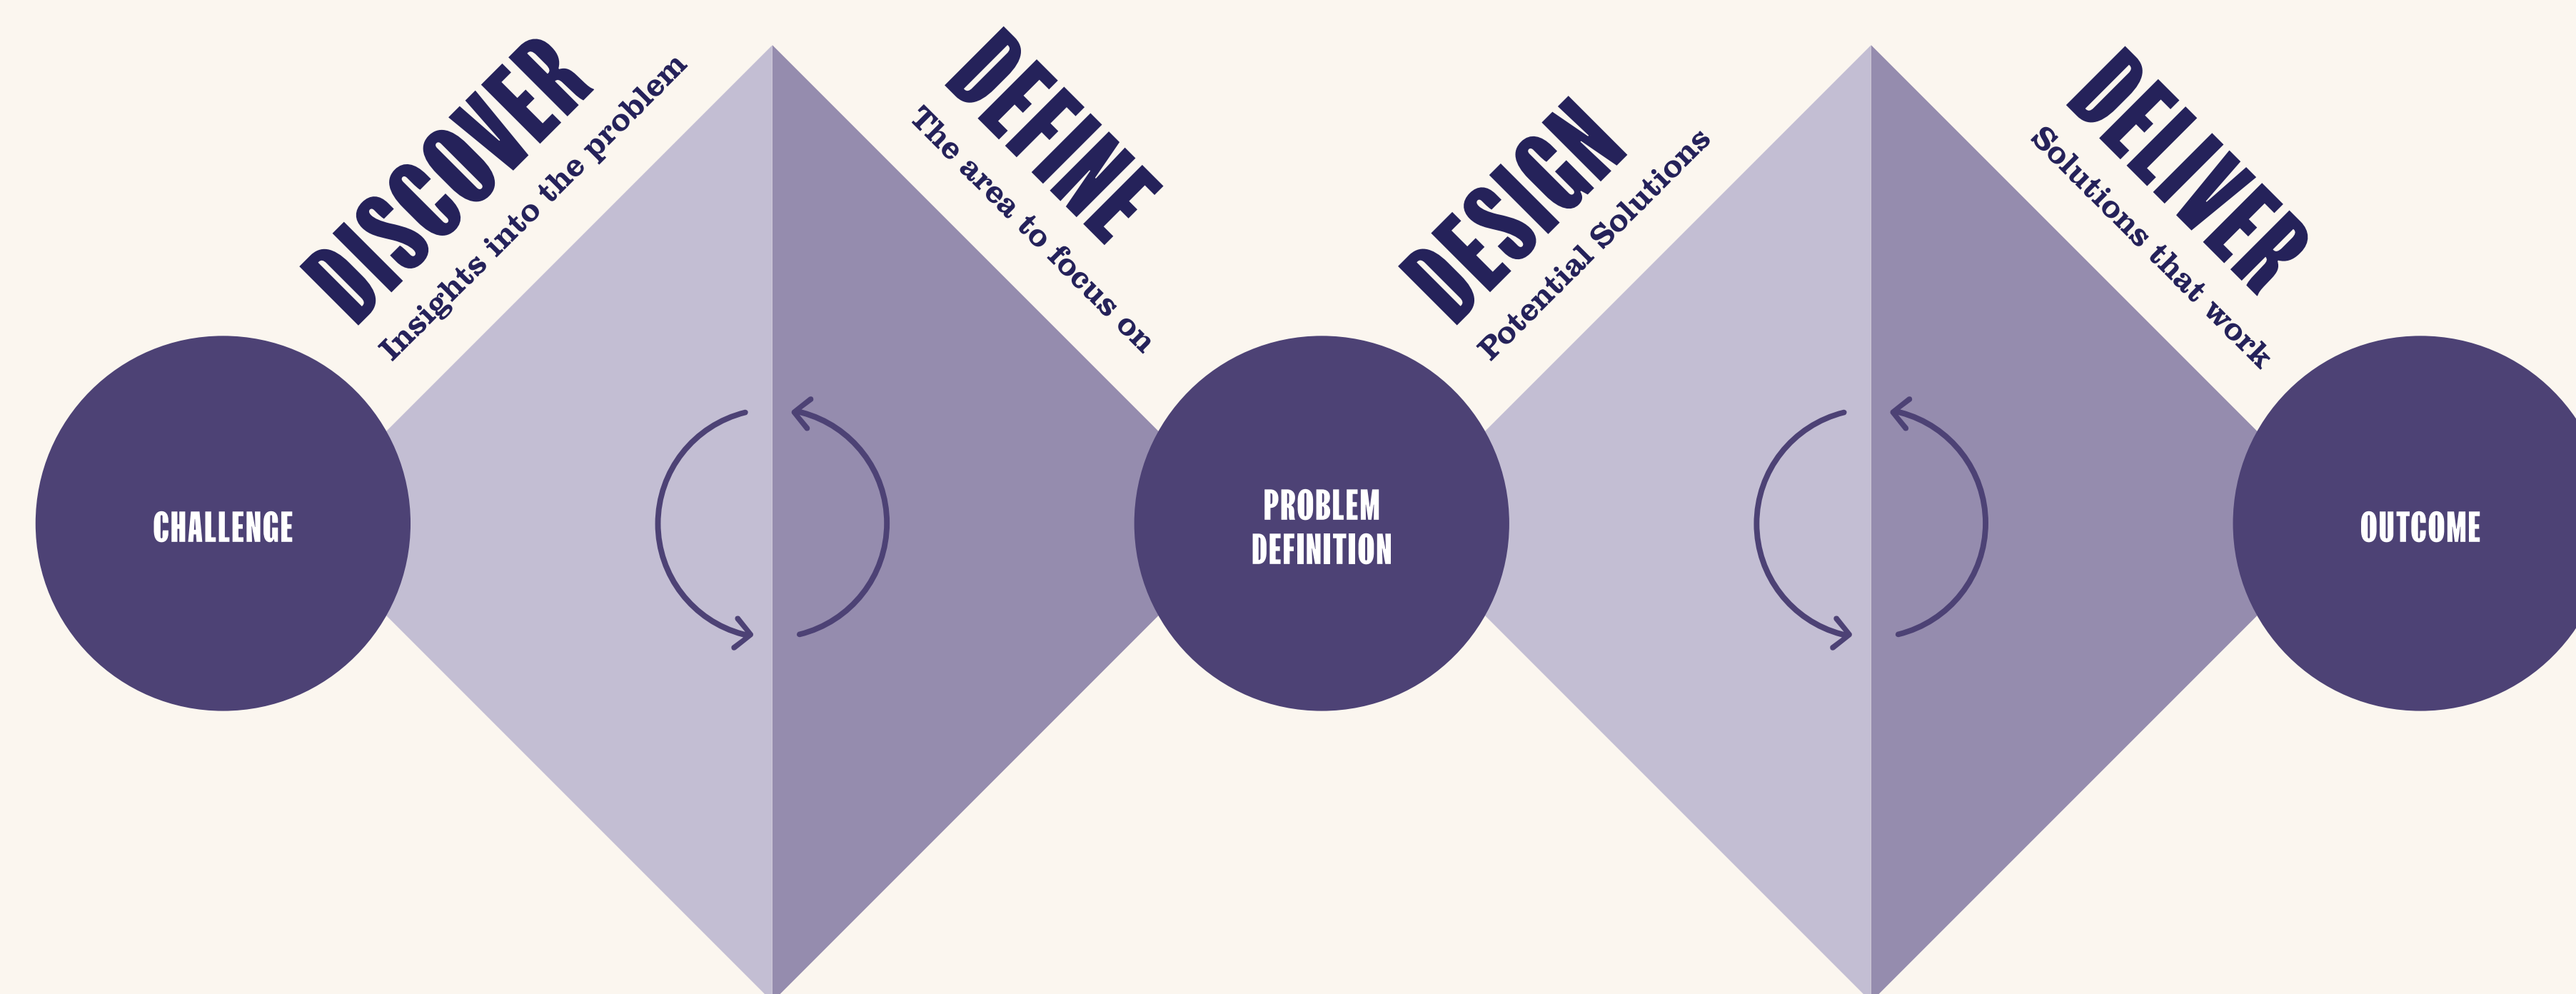 DISCOVER
Insights into the problem
DEFINE
The area to focus on
DESIGN
Potential Solutions
DELIVER
Solutions that work
CHALLENGE
PROBLEM
DEFINITION
OUTCOME